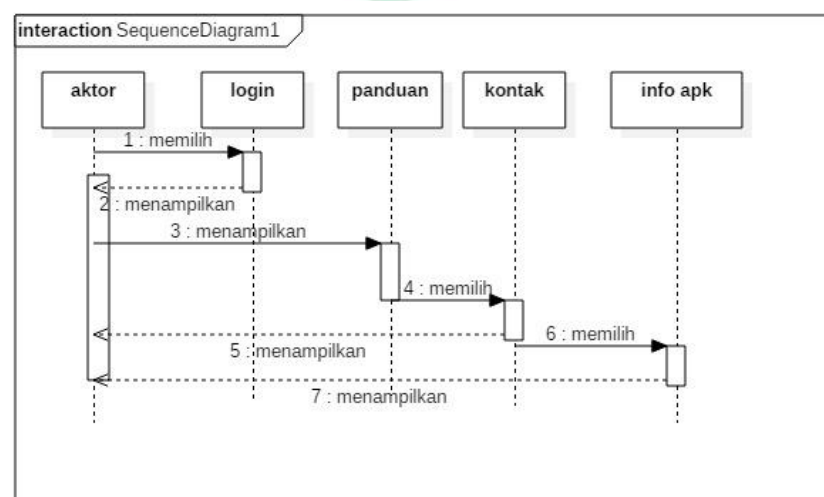 interaction SequenceDiagram1
aktor login panduan kontak info apk
1 : memilih
2 : menampilkan
3 : menampilkan
4 : memilih
5 : menampilkan
6 : memilih
7 : menampilkan